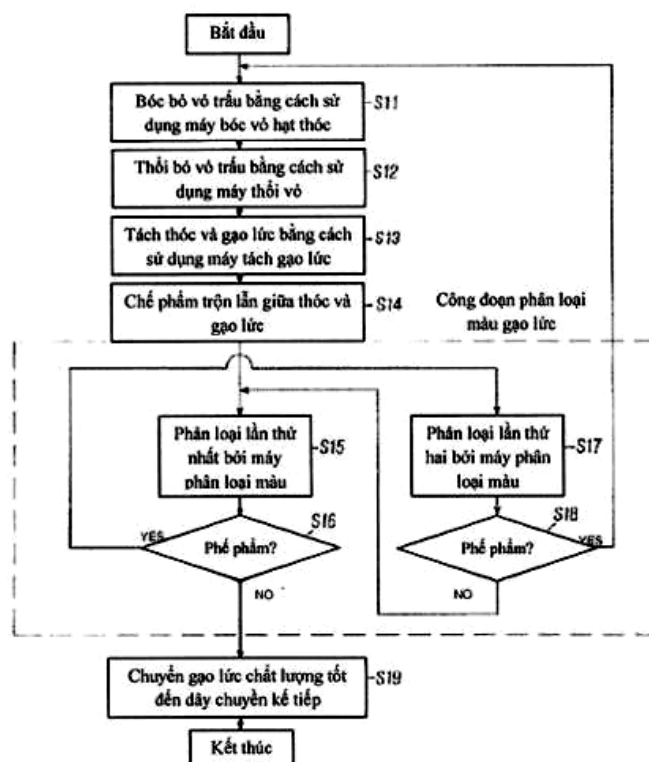 Bắt đầu
Bóc bỏ vỏ trấu bằng cách sử
dụng máy bóc vỏ hạt thóc
S11
Thổi bỏ vỏ trấu bằng cách sử
dụng máy thổi vỏ
S12
Tách thóc và gạo lức bằng cách
sử dụng máy tách gạo lức
S13
Chế phẩm trộn lẫn giữa thóc và
gạo lức
S14
Công đoạn phân loại
màu gạo lức
Phân loại lần thứ
nhất bởi máy
phân loại màu
S15
Phân loại lần thứ
hai bởi máy phân
loại màu
S17
S16
Phế phẩm?
YES
NO
S18
Phế phẩm?
YES
NO
Chuyển gạo lức chất lượng tốt
đến dây chuyền kế tiếp
S19
Kết thúc